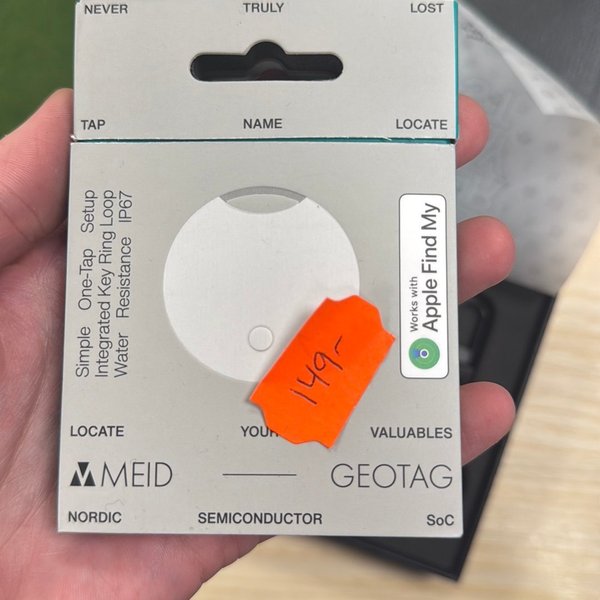 NEVER TRULY LOST
TAP NAME LOCATE
Simple One-Tap Setup
Integrated Key Ring Loop
Water Resistance IP67
Works with
Apple Find My
149,-
LOCATE YOUR VALUABLES
MEID GEOTAG
NORDIC SEMICONDUCTOR SoC